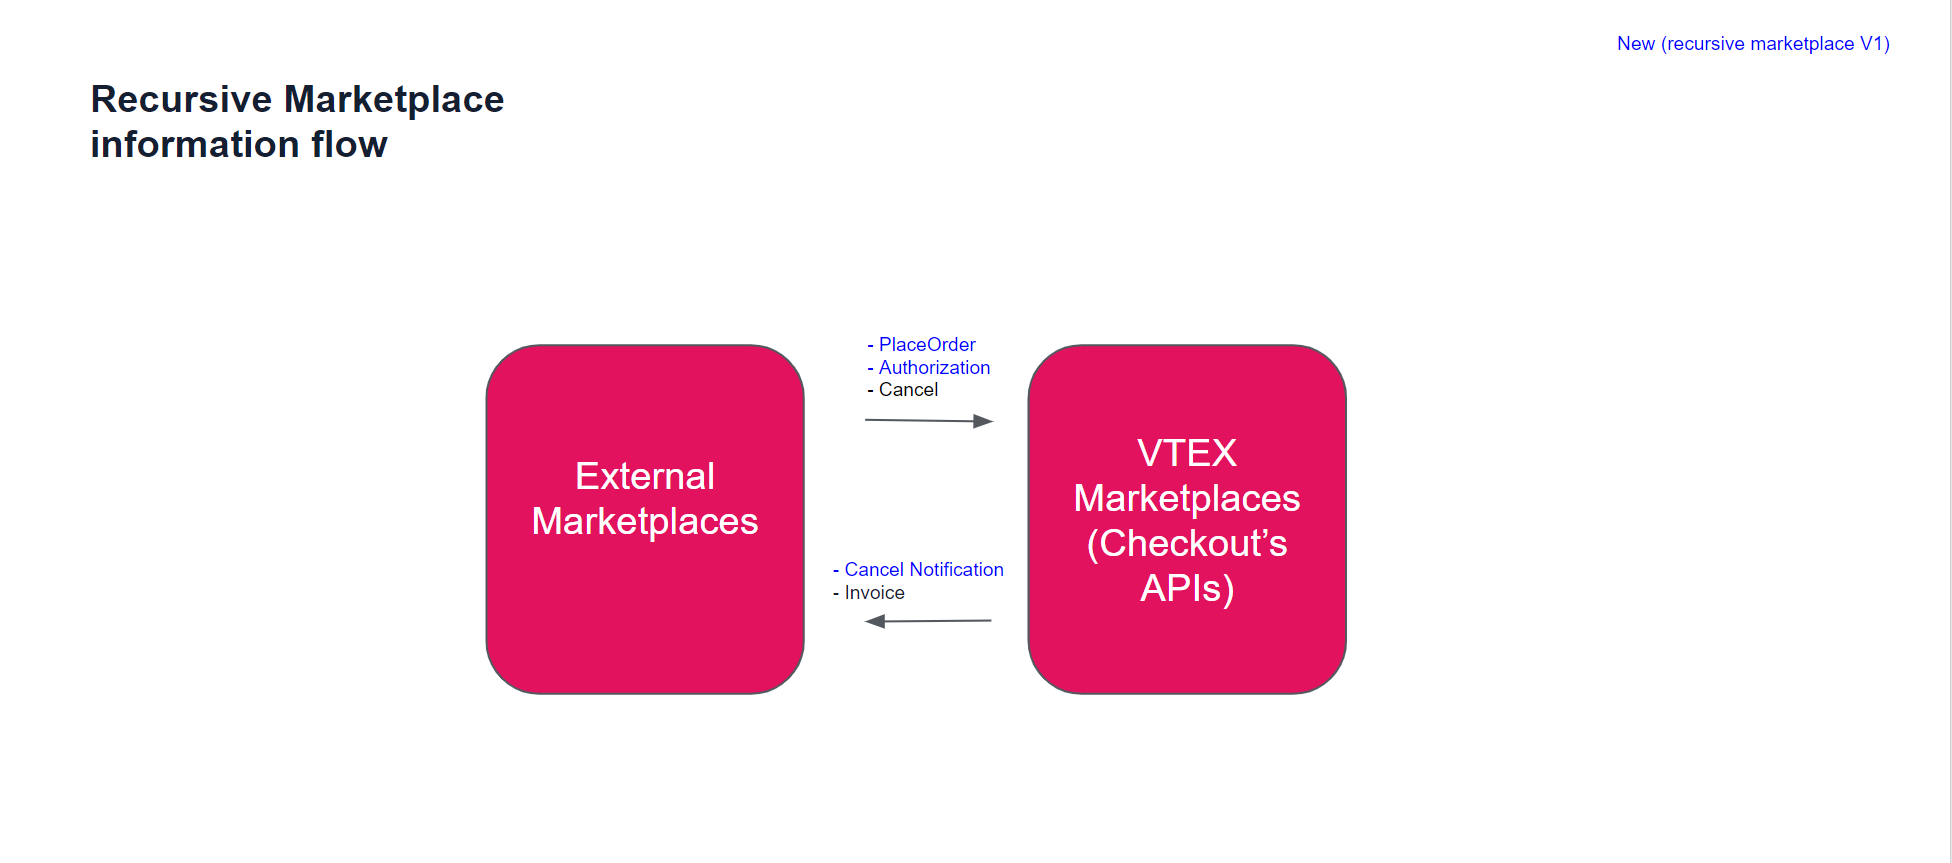 New (recursive marketplace V1)
Recursive Marketplace
information flow
- PlaceOrder
- Authorization
- Cancel
External
Marketplaces
VTEX
Marketplaces
(Checkout’s
APIs)
- Cancel Notification
- Invoice